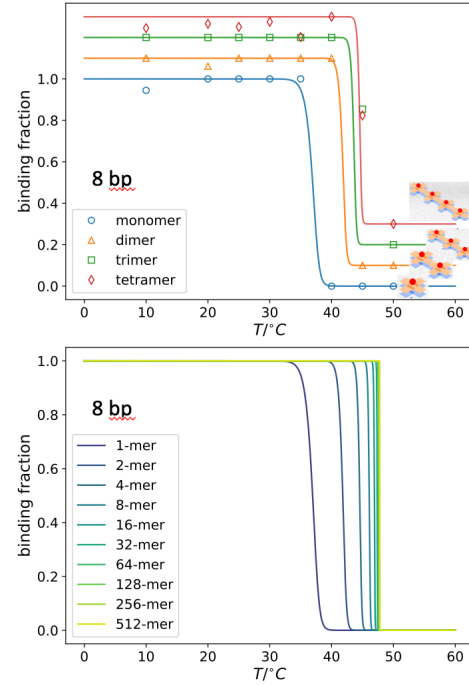 1.0
0.8
0.6
0.4
0.2
0.0
binding fraction
8 bp
monomer
dimer
trimer
tetramer
0 10 20 30 40 50 60
T/°C
1.0
0.8
0.6
0.4
0.2
0.0
binding fraction
8 bp
1-mer
2-mer
4-mer
8-mer
16-mer
32-mer
64-mer
128-mer
256-mer
512-mer
0 10 20 30 40 50 60
T/°C